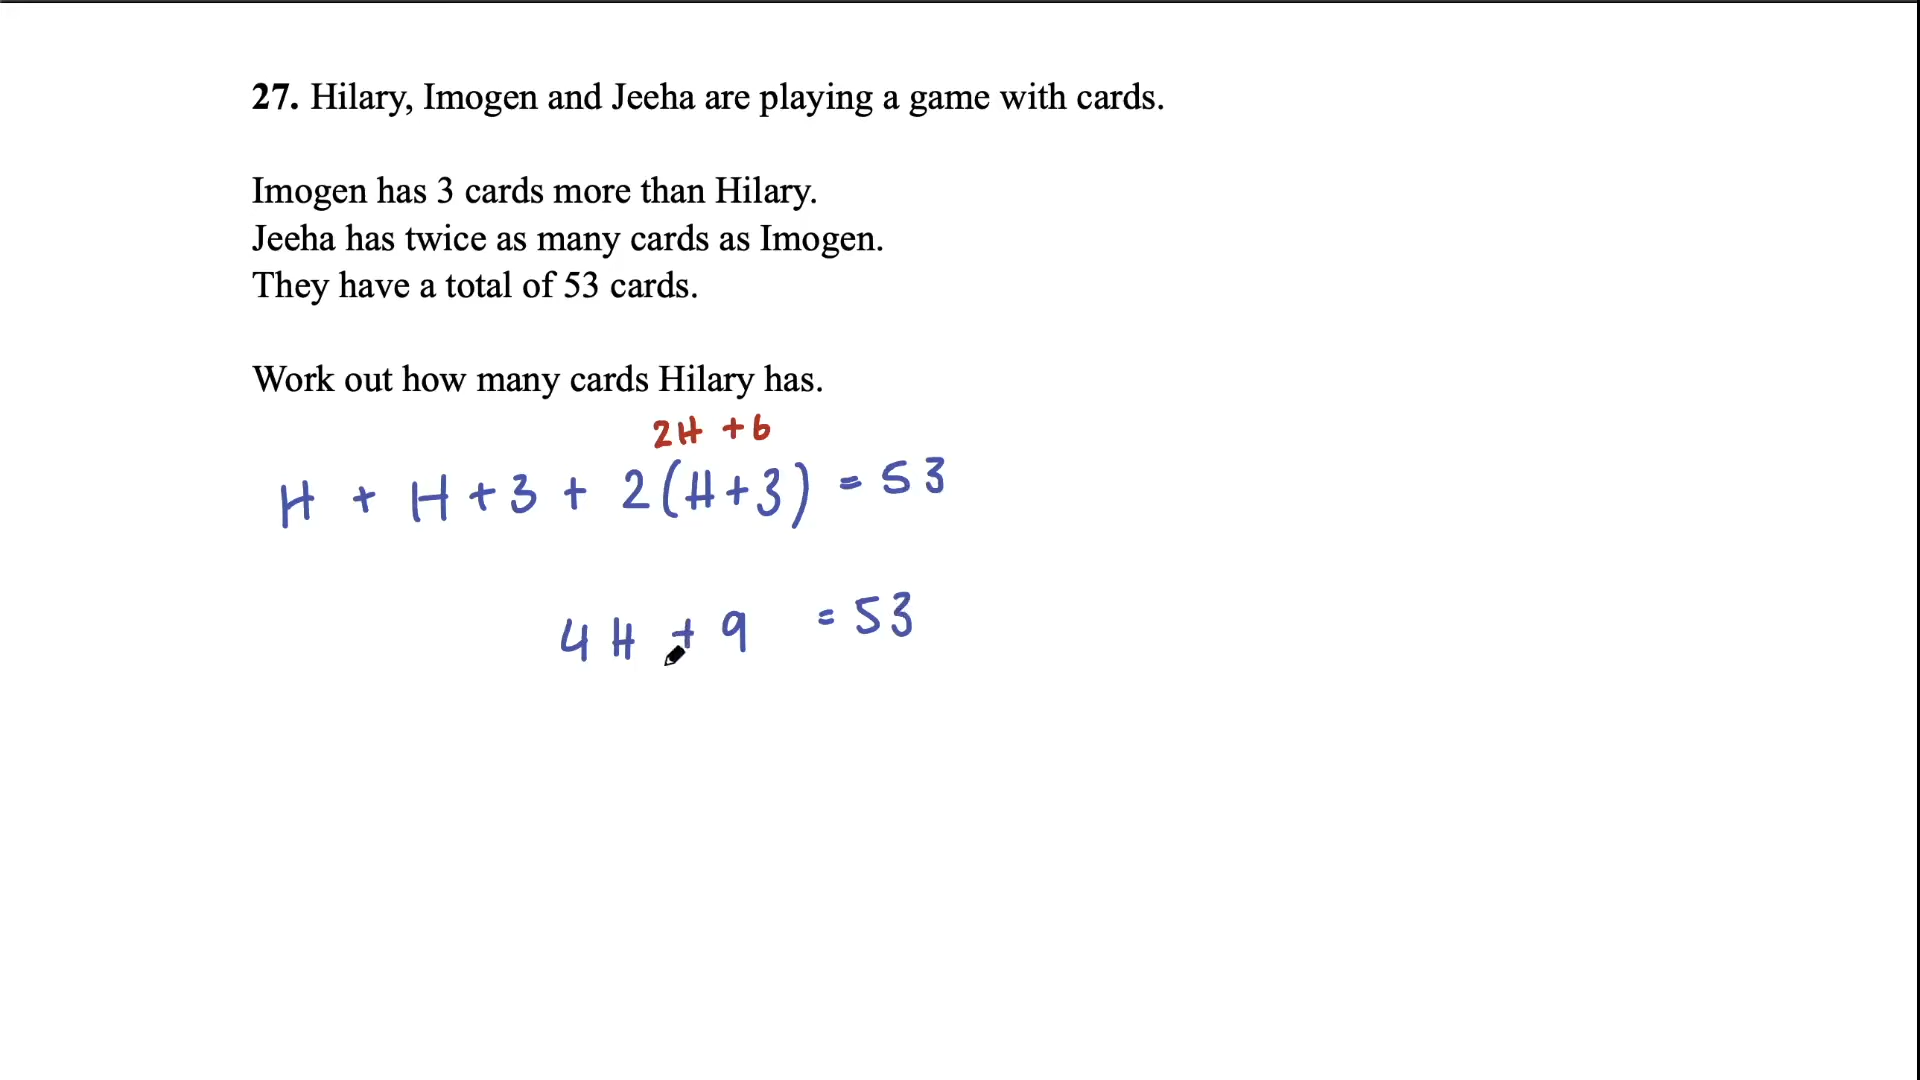 27. Hilary, Imogen and Jeeha are playing a game with cards.
Imogen has 3 cards more than Hilary.
Jeeha has twice as many cards as Imogen.
They have a total of 53 cards.
Work out how many cards Hilary has.
2H + 6
H + H + 3 + 2(H+3) = 53
4H + 9 = 53